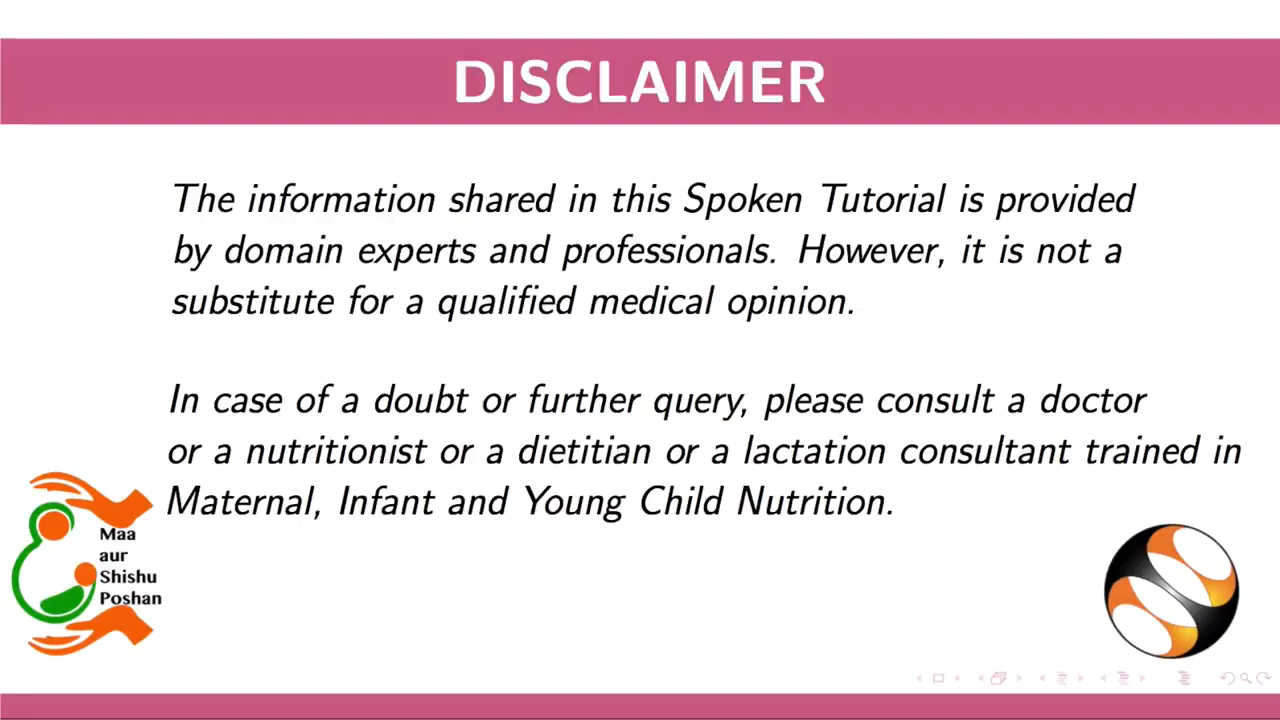 DISCLAIMER
The information shared in this Spoken Tutorial is provided
by domain experts and professionals. However, it is not a
substitute for a qualified medical opinion.
In case of a doubt or further query, please consult a doctor
or a nutritionist or a dietitian or a lactation consultant trained in
Maternal, Infant and Young Child Nutrition.
Maa
aur
Shishu
Poshan